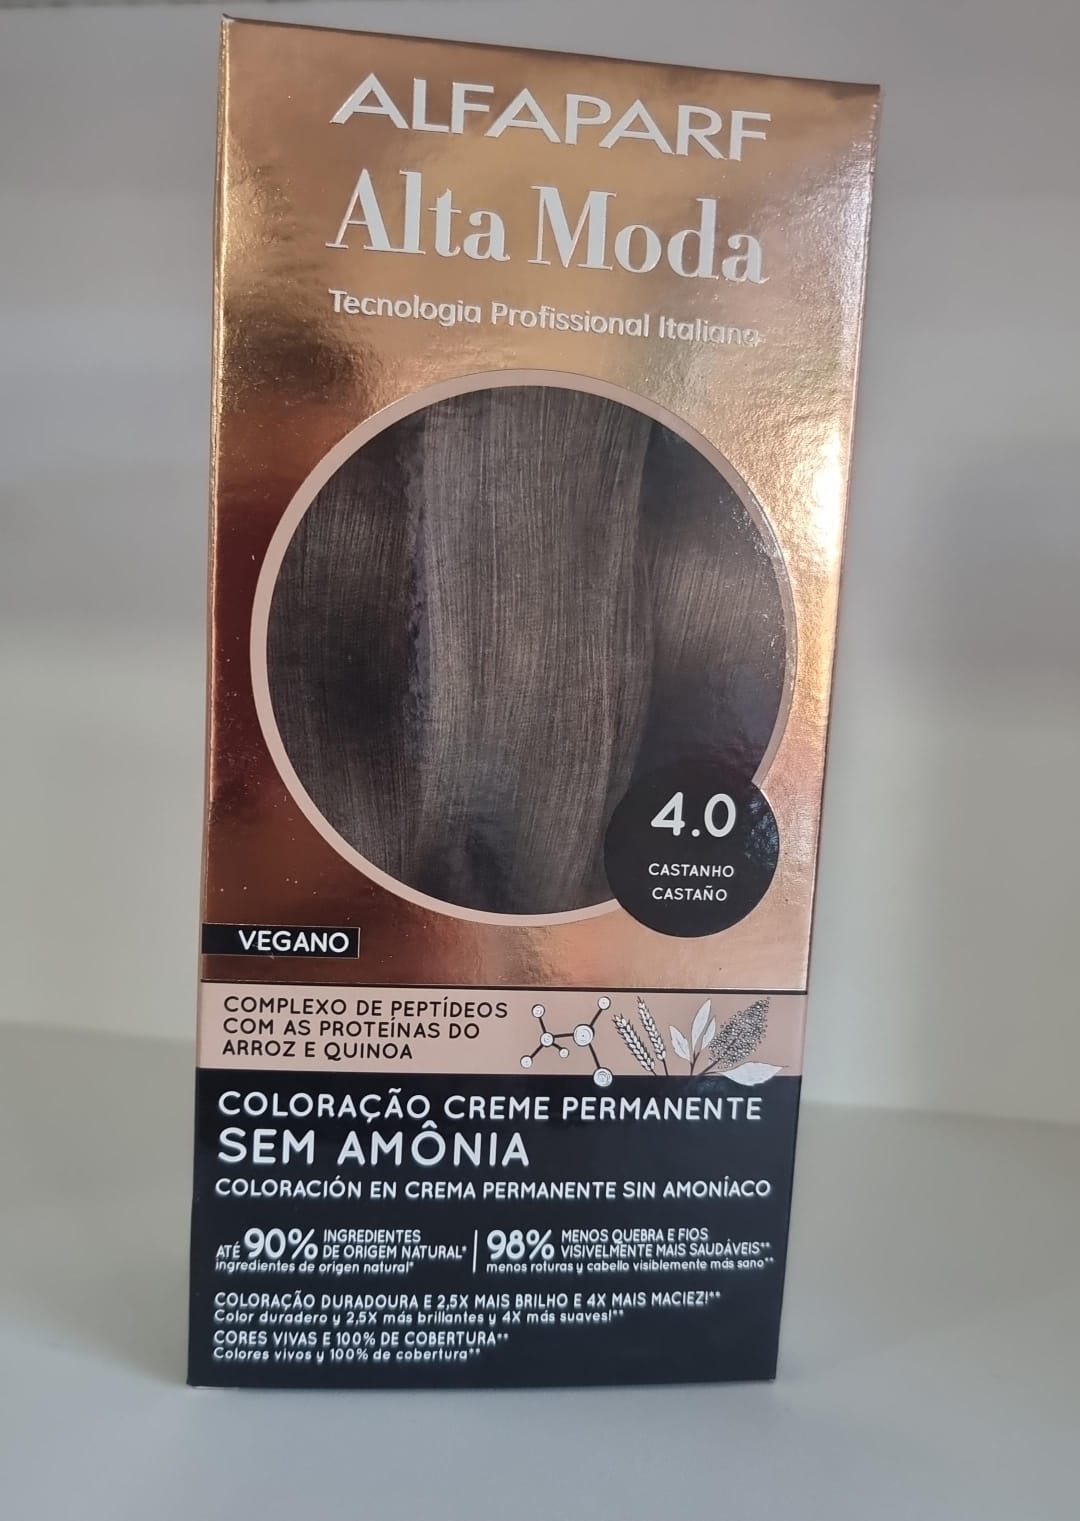 ALFAPARF
Alta Moda
Tecnologia Profissional Italiana
4.0
CASTANHO
CASTAÑO
VEGANO
COMPLEXO DE PEPTÍDEOS
COM AS PROTEÍNAS DO
ARROZ E QUINOA
COLORAÇÃO CREME PERMANENTE
SEM AMÔNIA
COLORACIÓN EN CREMA PERMANENTE SIN AMONÍACO
ATÉ 90% INGREDIENTES
DE ORIGEM NATURAL*
ingredientes de origen natural*
98% MENOS QUEBRA E FIOS
VISIVELMENTE MAIS SAUDÁVEIS**
menos roturas y cabello visiblemente más sano**
COLORAÇÃO DURADOURA E 2,5X MAIS BRILHO E 4X MAIS MACIEZ!**
Color duradero y 2,5X más brillantes y 4X más suaves!**
CORES VIVAS E 100% DE COBERTURA**
Colores vivos y 100% de cobertura**